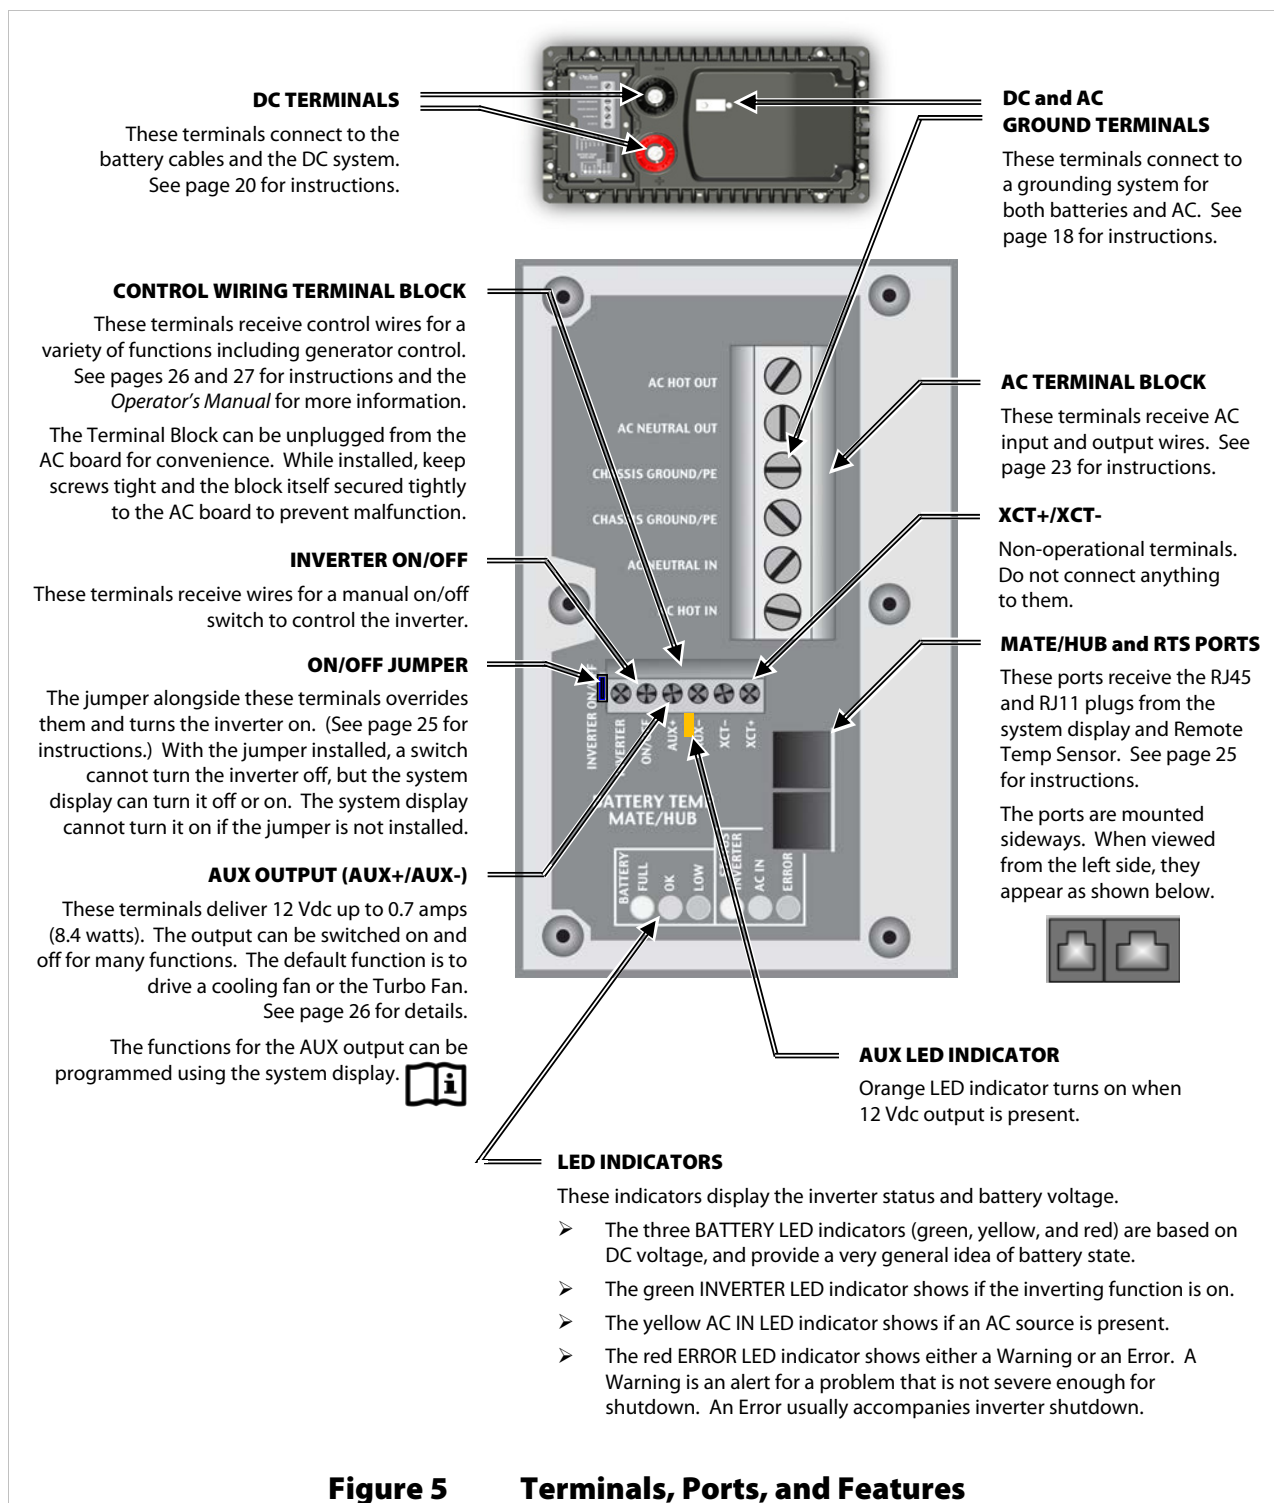 DC TERMINALS
These terminals connect to the
battery cables and the DC system.
See page 20 for instructions.
DC and AC
GROUND TERMINALS
These terminals connect to
a grounding system for
both batteries and AC. See
page 18 for instructions.
CONTROL WIRING TERMINAL BLOCK
These terminals receive control wires for a
variety of functions including generator control.
See pages 26 and 27 for instructions and the
Operator's Manual for more information.
The Terminal Block can be unplugged from the
AC board for convenience. While installed, keep
screws tight and the block itself secured tightly
to the AC board to prevent malfunction.
INVERTER ON/OFF
These terminals receive wires for a manual on/off
switch to control the inverter.
ON/OFF JUMPER
The jumper alongside these terminals overrides
them and turns the inverter on. (See page 25 for
instructions.) With the jumper installed, a switch
cannot turn the inverter off, but the system
display can turn it off or on. The system display
cannot turn it on if the jumper is not installed.
AUX OUTPUT (AUX+/AUX-)
These terminals deliver 12 Vdc up to 0.7 amps
(8.4 watts). The output can be switched on and
off for many functions. The default function is to
drive a cooling fan or the Turbo Fan.
See page 26 for details.
The functions for the AUX output can be
programmed using the system display.
i
AC HOT OUT
AC NEUTRAL OUT
CHASSIS GROUND/PE
CHASSIS GROUND/PE
AC NEUTRAL IN
AC HOT IN
INVERTER ON/OFF
INVERTER
ON/OFF
AUX+
AUX-
XCT-
XCT+
BATTERY TEMP
MATE/HUB
BATTERY
FULL
OK
LOW
STATUS
INVERTER
AC IN
ERROR
AC TERMINAL BLOCK
These terminals receive AC
input and output wires. See
page 23 for instructions.
XCT+/XCT-
Non-operational terminals.
Do not connect anything
to them.
MATE/HUB and RTS PORTS
These ports receive the RJ45
and RJ11 plugs from the
system display and Remote
Temp Sensor. See page 25
for instructions.
The ports are mounted
sideways. When viewed
from the left side, they
appear as shown below.
AUX LED INDICATOR
Orange LED indicator turns on when
12 Vdc output is present.
LED INDICATORS
These indicators display the inverter status and battery voltage.
➢ The three BATTERY LED indicators (green, yellow, and red) are based on
DC voltage, and provide a very general idea of battery state.
➢ The green INVERTER LED indicator shows if the inverting function is on.
➢ The yellow AC IN LED indicator shows if an AC source is present.
➢ The red ERROR LED indicator shows either a Warning or an Error. A
Warning is an alert for a problem that is not severe enough for
shutdown. An Error usually accompanies inverter shutdown.
Figure 5 Terminals, Ports, and Features